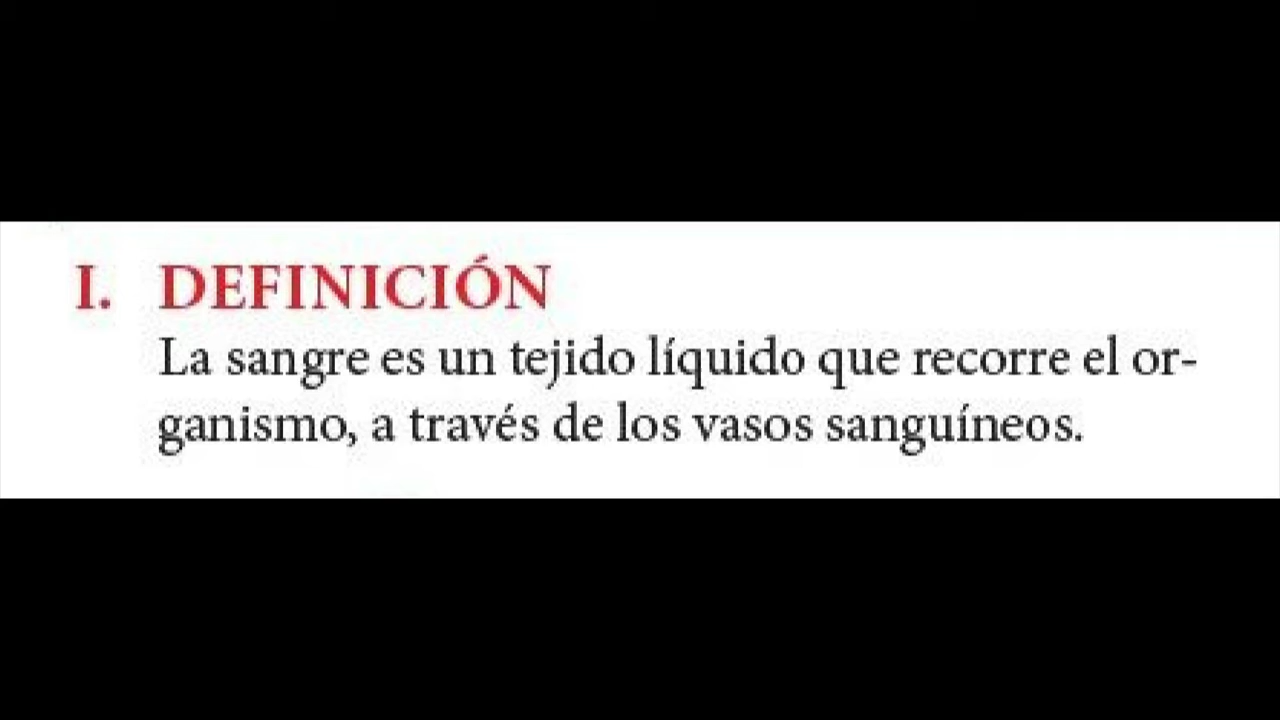 I. DEFINICIÓN
La sangre es un tejido líquido que recorre el or-
ganismo, a través de los vasos sanguíneos.